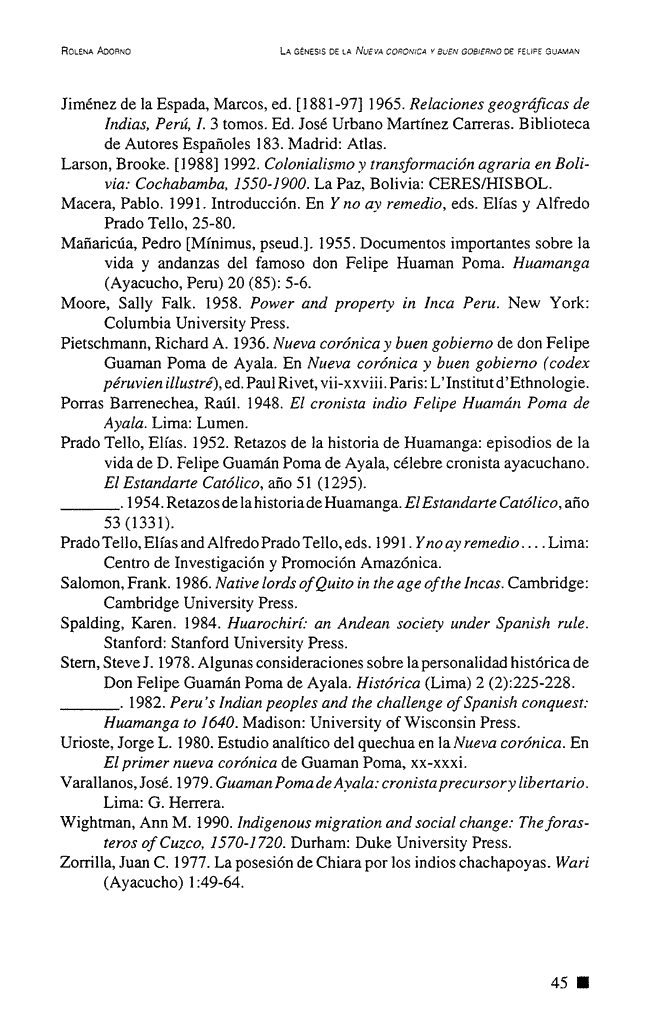 ROLENA ADORNO LA GÉNESIS DE LA NUEVA CORONICA Y BUEN GOBIERNO DE FELIPE GUAMAN
Jiménez de la Espada, Marcos, ed. [1881-97] 1965. Relaciones geográficas de
Indias, Perú, I. 3 tomos. Ed. José Urbano Martínez Carreras. Biblioteca
de Autores Españoles 183. Madrid: Atlas.
Larson, Brooke. [1988] 1992. Colonialismo y transformación agraria en Boli-
via: Cochabamba, 1550-1900. La Paz, Bolivia: CERES/HISBOL.
Macera, Pablo. 1991. Introducción. En Y no ay remedio, eds. Elías y Alfredo
Prado Tello, 25-80.
Mañaricúa, Pedro [Mínimus, pseud.]. 1955. Documentos importantes sobre la
vida y andanzas del famoso don Felipe Huaman Poma. Huamanga
(Ayacucho, Peru) 20 (85): 5-6.
Moore, Sally Falk. 1958. Power and property in Inca Peru. New York:
Columbia University Press.
Pietschmann, Richard A. 1936. Nueva corónica y buen gobierno de don Felipe
Guaman Poma de Ayala. En Nueva corónica y buen gobierno (codex
péruvien illustré), ed. Paul Rivet, vii-xxviii. Paris: L'Institut d'Ethnologie.
Porras Barrenechea, Raúl. 1948. El cronista indio Felipe Huamán Poma de
Ayala. Lima: Lumen.
Prado Tello, Elías. 1952. Retazos de la historia de Huamanga: episodios de la
vida de D. Felipe Guamán Poma de Ayala, célebre cronista ayacuchano.
El Estandarte Católico, año 51 (1295).
_______. 1954. Retazos de la historia de Huamanga. El Estandarte Católico, año
53 (1331).
Prado Tello, Elías and Alfredo Prado Tello, eds. 1991. Y no ay remedio . . . . Lima:
Centro de Investigación y Promoción Amazónica.
Salomon, Frank. 1986. Native lords of Quito in the age of the Incas. Cambridge:
Cambridge University Press.
Spalding, Karen. 1984. Huarochirí: an Andean society under Spanish rule.
Stanford: Stanford University Press.
Stern, Steve J. 1978. Algunas consideraciones sobre la personalidad histórica de
Don Felipe Guamán Poma de Ayala. Histórica (Lima) 2 (2):225-228.
_______. 1982. Peru's Indian peoples and the challenge of Spanish conquest:
Huamanga to 1640. Madison: University of Wisconsin Press.
Urioste, Jorge L. 1980. Estudio analítico del quechua en la Nueva corónica. En
El primer nueva corónica de Guaman Poma, xx-xxxi.
Varallanos, José. 1979. Guaman Poma de Ayala: cronista precursor y libertario.
Lima: G. Herrera.
Wightman, Ann M. 1990. Indigenous migration and social change: The foras-
teros of Cuzco, 1570-1720. Durham: Duke University Press.
Zorrilla, Juan C. 1977. La posesión de Chiara por los indios chachapoyas. Wari
(Ayacucho) 1:49-64.
45 ■